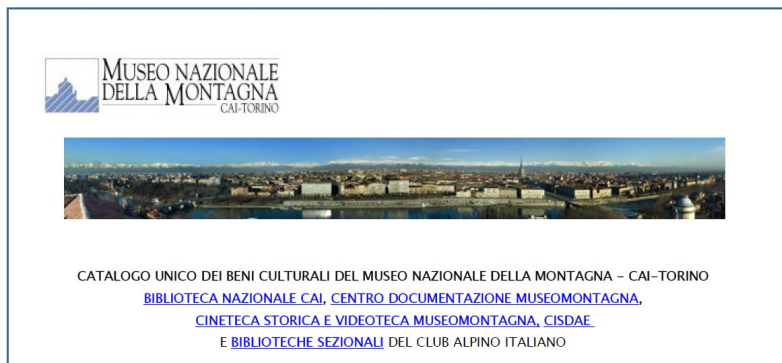 MUSEO NAZIONALE
DELLA MONTAGNA
CAI-TORINO
CATALOGO UNICO DEI BENI CULTURALI DEL MUSEO NAZIONALE DELLA MONTAGNA – CAI-TORINO
BIBLIOTECA NAZIONALE CAI, CENTRO DOCUMENTAZIONE MUSEOMONTAGNA,
CINETECA STORICA E VIDEOTECA MUSEOMONTAGNA, CISDAE
E BIBLIOTECHE SEZIONALI DEL CLUB ALPINO ITALIANO